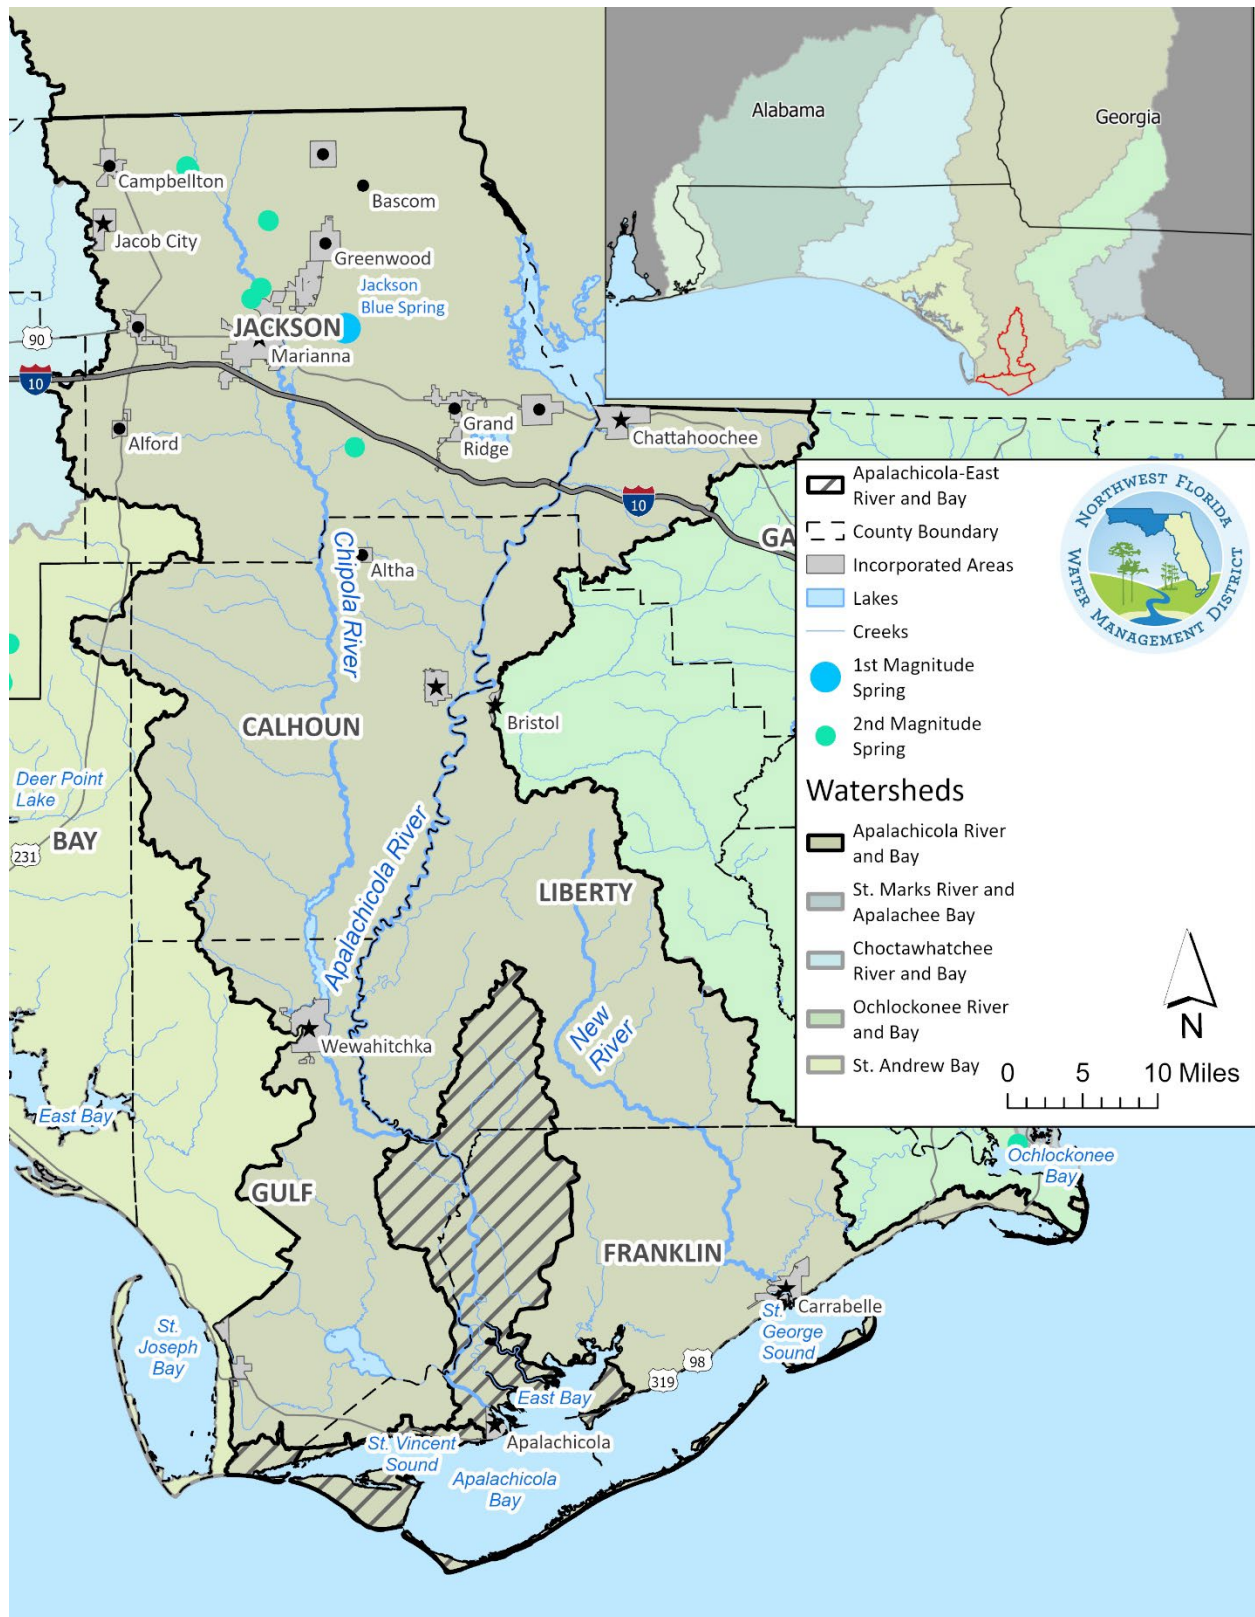 Alabama
Georgia
Campbellton
Bascom
Jacob City
Greenwood
Jackson
Blue Spring
90
JACKSON
Marianna
10
Grand
Ridge
Alford
Chattahoochee
10
GA
Chipola River
Altha
Bristol
CALHOUN
Deer Point
Lake
BAY
231
Apalachicola River
LIBERTY
New
River
Wewahitchka
East Bay
GULF
FRANKLIN
Ochlockonee
Bay
Carrabelle
St.
George
Sound
St.
Joseph
Bay
98
319
East Bay
Apalachicola
St. Vincent
Sound
Apalachicola
Bay
Apalachicola-East
River and Bay
County Boundary
Incorporated Areas
Lakes
Creeks
1st Magnitude
Spring
2nd Magnitude
Spring
Watersheds
Apalachicola River
and Bay
St. Marks River and
Apalachee Bay
Choctawhatchee
River and Bay
Ochlockonee River
and Bay
St. Andrew Bay
NORTHWEST FLORIDA
WATER MANAGEMENT DISTRICT
N
0 5 10 Miles